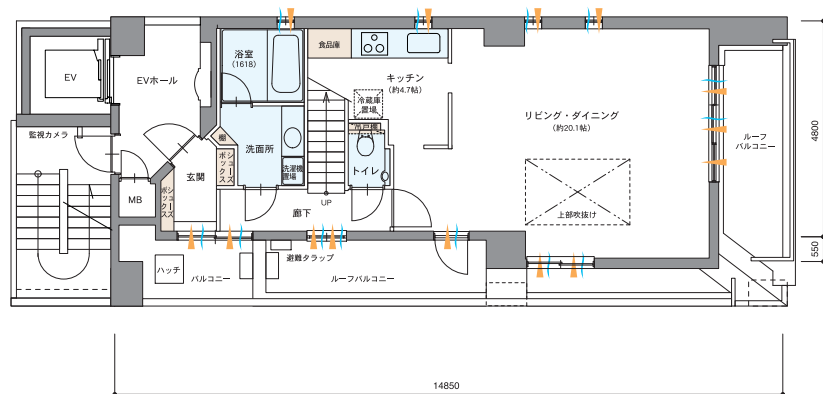 浴室
(1618)
食品庫
EV
EVホール
キッチン
(約4.7帖)
冷蔵庫
置場
リビング・ダイニング
(約20.1帖)
4800
監視カメラ
吊戸棚
棚
洗面所
ルーフ
バルコニー
シューズ
ボックス
玄関
洗濯機
置場
トイレ
MB
シューズ
ボックス
UP
廊下
上部吹抜け
550
ハッチ
バルコニー
避難タラップ
ルーフバルコニー
14850